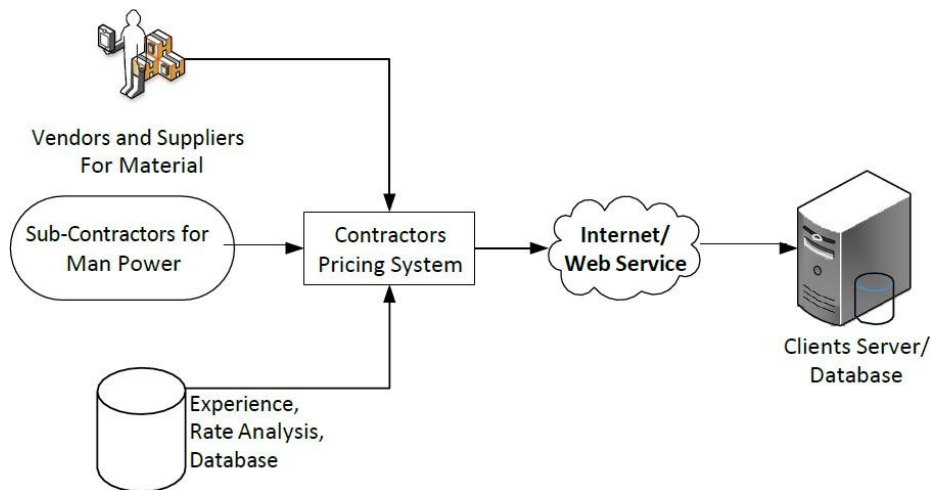 Vendors and Suppliers
For Material
Sub-Contractors for
Man Power
Contractors
Pricing System
Internet/
Web Service
Clients Server/
Database
Experience,
Rate Analysis,
Database